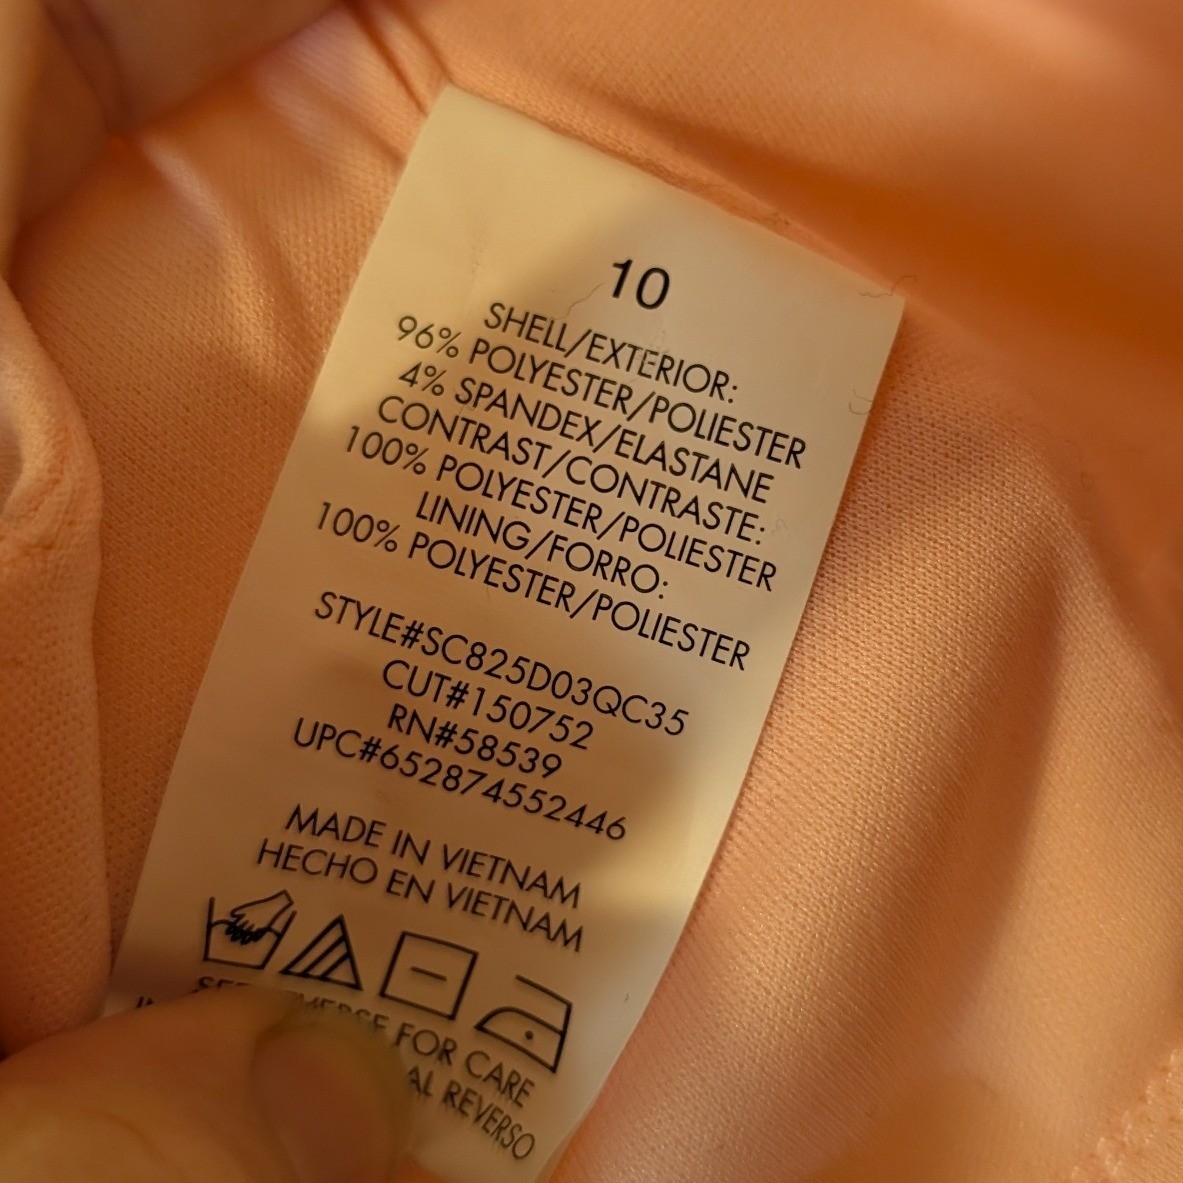 10
SHELL/EXTERIOR:
96% POLYESTER/POLIESTER
4% SPANDEX/ELASTANE
CONTRAST/CONTRASTE:
100% POLYESTER/POLIESTER
LINING/FORRO:
100% POLYESTER/POLIESTER
STYLE#SC825D03QC35
CUT#150752
RN#58539
UPC#652874552446
MADE IN VIETNAM
HECHO EN VIETNAM
FOR CARE
AL REVERSO